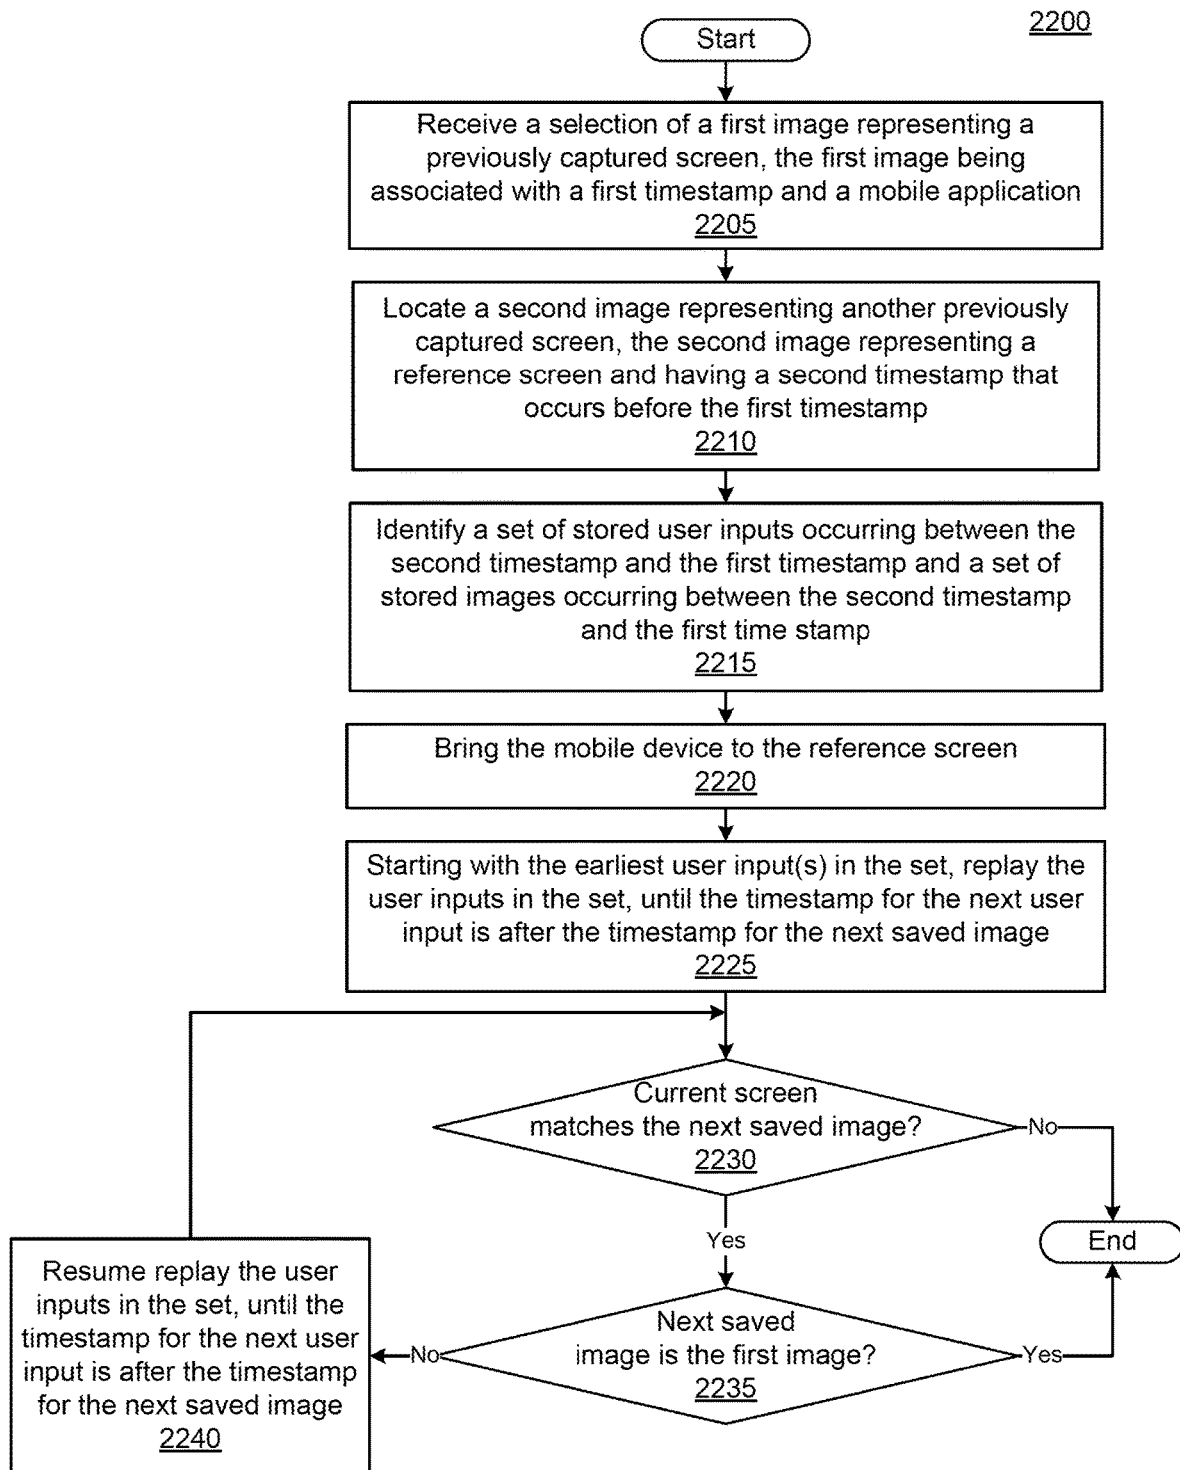 2200
Start
Receive a selection of a first image representing a
previously captured screen, the first image being
associated with a first timestamp and a mobile application
2205
Locate a second image representing another previously
captured screen, the second image representing a
reference screen and having a second timestamp that
occurs before the first timestamp
2210
Identify a set of stored user inputs occurring between the
second timestamp and the first timestamp and a set of
stored images occurring between the second timestamp
and the first time stamp
2215
Bring the mobile device to the reference screen
2220
Starting with the earliest user input(s) in the set, replay the
user inputs in the set, until the timestamp for the next user
input is after the timestamp for the next saved image
2225
Current screen
matches the next saved image?
2230
No
Yes
End
Next saved
image is the first image?
2235
Yes
No
Resume replay the user
inputs in the set, until the
timestamp for the next user
input is after the timestamp
for the next saved image
2240